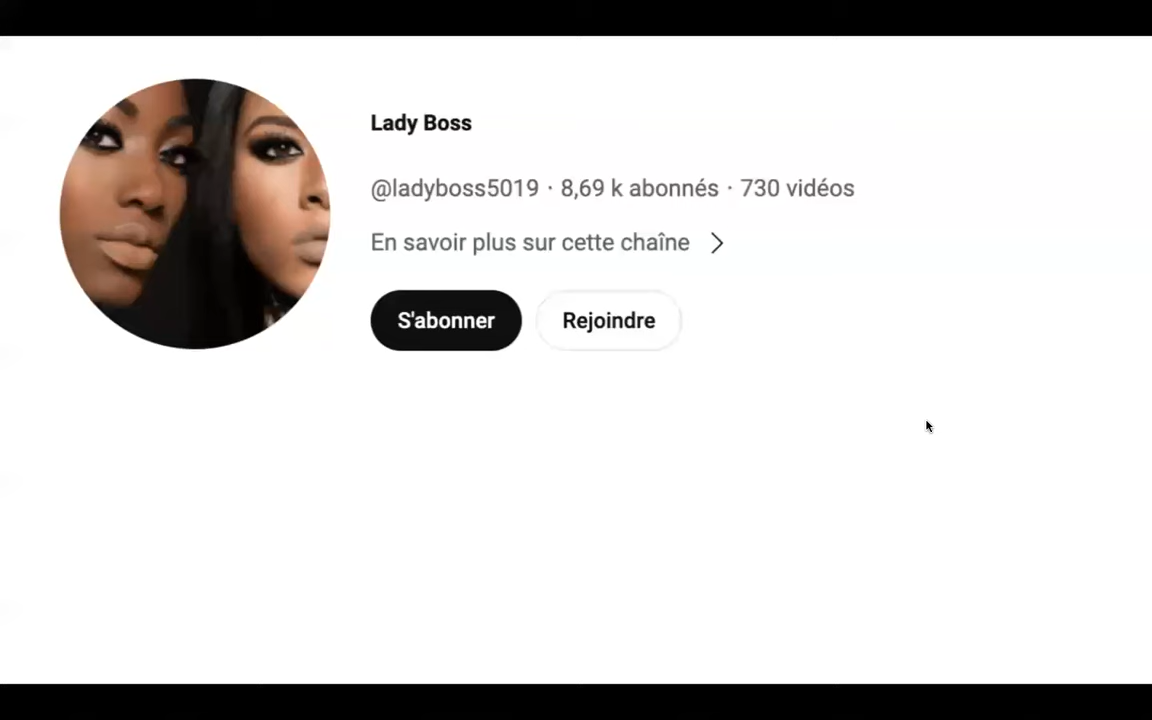 Lady Boss
@ladyboss5019 · 8,69 k abonnés · 730 vidéos
En savoir plus sur cette chaîne
S'abonner
Rejoindre